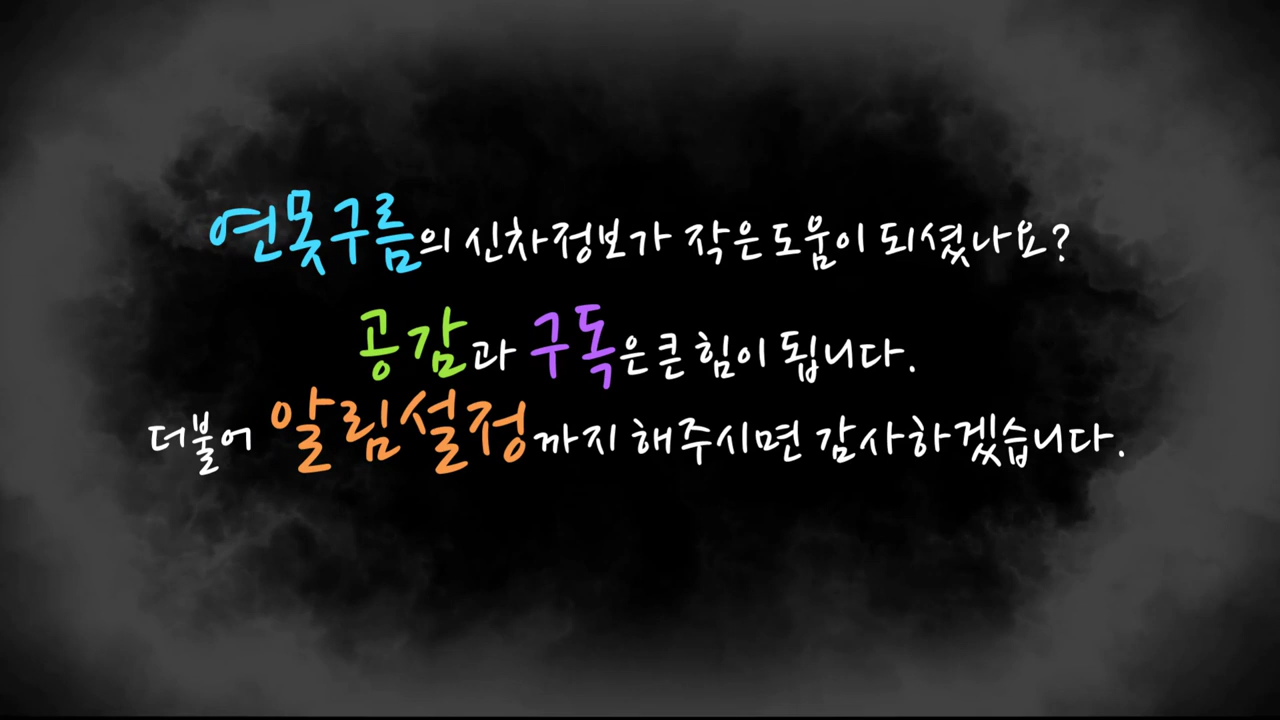 연못구름의 신차정보가 작은 도움이 되셨나요?
공감과 구독은 큰 힘이 됩니다.
더불어 알림설정까지 해주시면 감사하겠습니다.